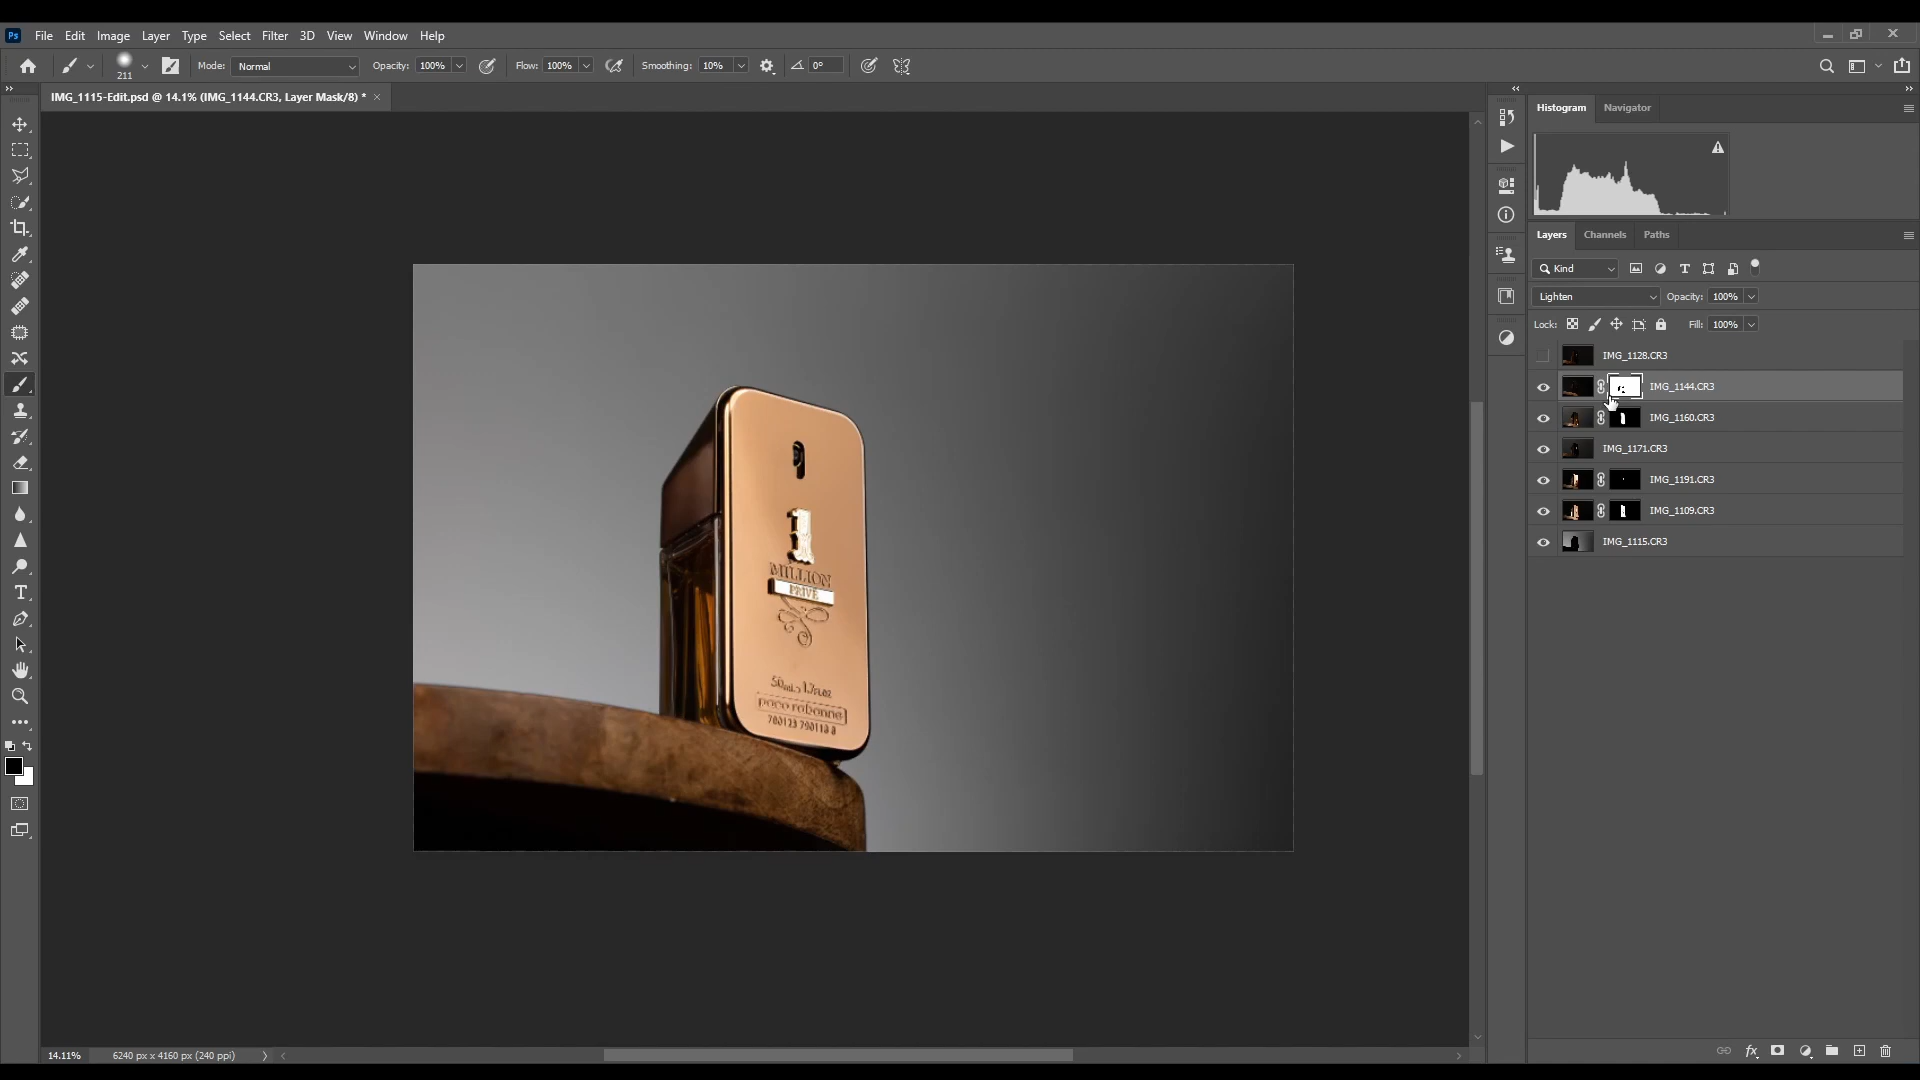 Ps File Edit Image Layer Type Select Filter 3D View Window Help
211 Mode: Normal Opacity: 100% Flow: 100% Smoothing: 10% 0°
IMG_1115-Edit.psd @ 14.1% (IMG_1144.CR3, Layer Mask/8) * ×
Histogram Navigator
Layers Channels Paths
Kind
Lighten Opacity: 100%
Lock: Fill: 100%
IMG_1128.CR3
IMG_1144.CR3
IMG_1160.CR3
IMG_1171.CR3
IMG_1191.CR3
IMG_1109.CR3
IMG_1115.CR3
1
MILLION
PRIVÉ
paco rabanne
14.11% 6240 px x 4160 px (240 ppi)
fx